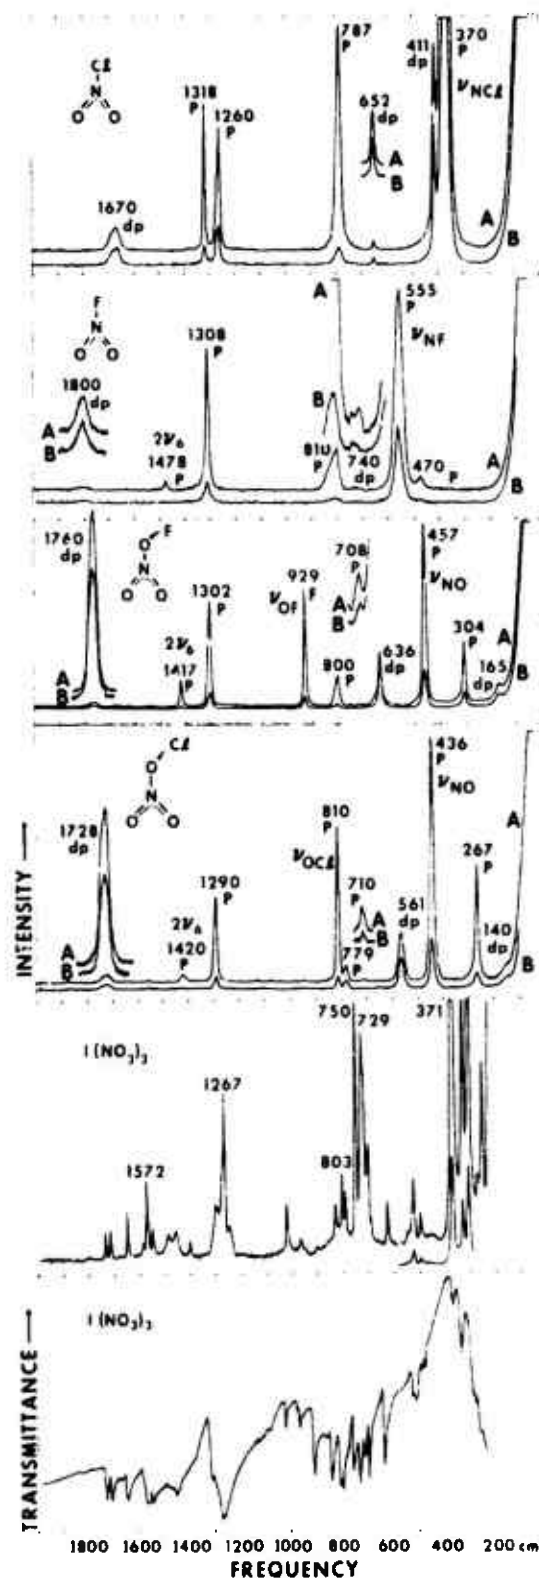 787
P
411
dp
370
P
νNCℓ
Cℓ
N
O O
1318
P
1260
P
652
dp
A
B
1670
dp
A
B
F
N
O O
1800
dp
A
B
2ν6
1478 P
1308
P
A
B
810
P
740
dp
555
P
νNF
470 P
A
B
1760
dp
F
O
N
O O
A
B
2ν6
1417 P
1302
P
νOF
929
F
708
P
A
B
800
P
636
dp
457
P
νNO
304
P
165
dp
A
B
1728
dp
Cℓ
O
N
O O
A
B
2ν6
1420
P
1290
P
νOCℓ
810
P
710
P
A
B
779
P
561
dp
436
P
νNO
267
P
140
dp
A
B
INTENSITY
I (NO3)3
1572
1267
803
750
729
371
I (NO3)3
TRANSMITTANCE
1800 1600 1400 1200 1000 800 600 400 200 cm
FREQUENCY